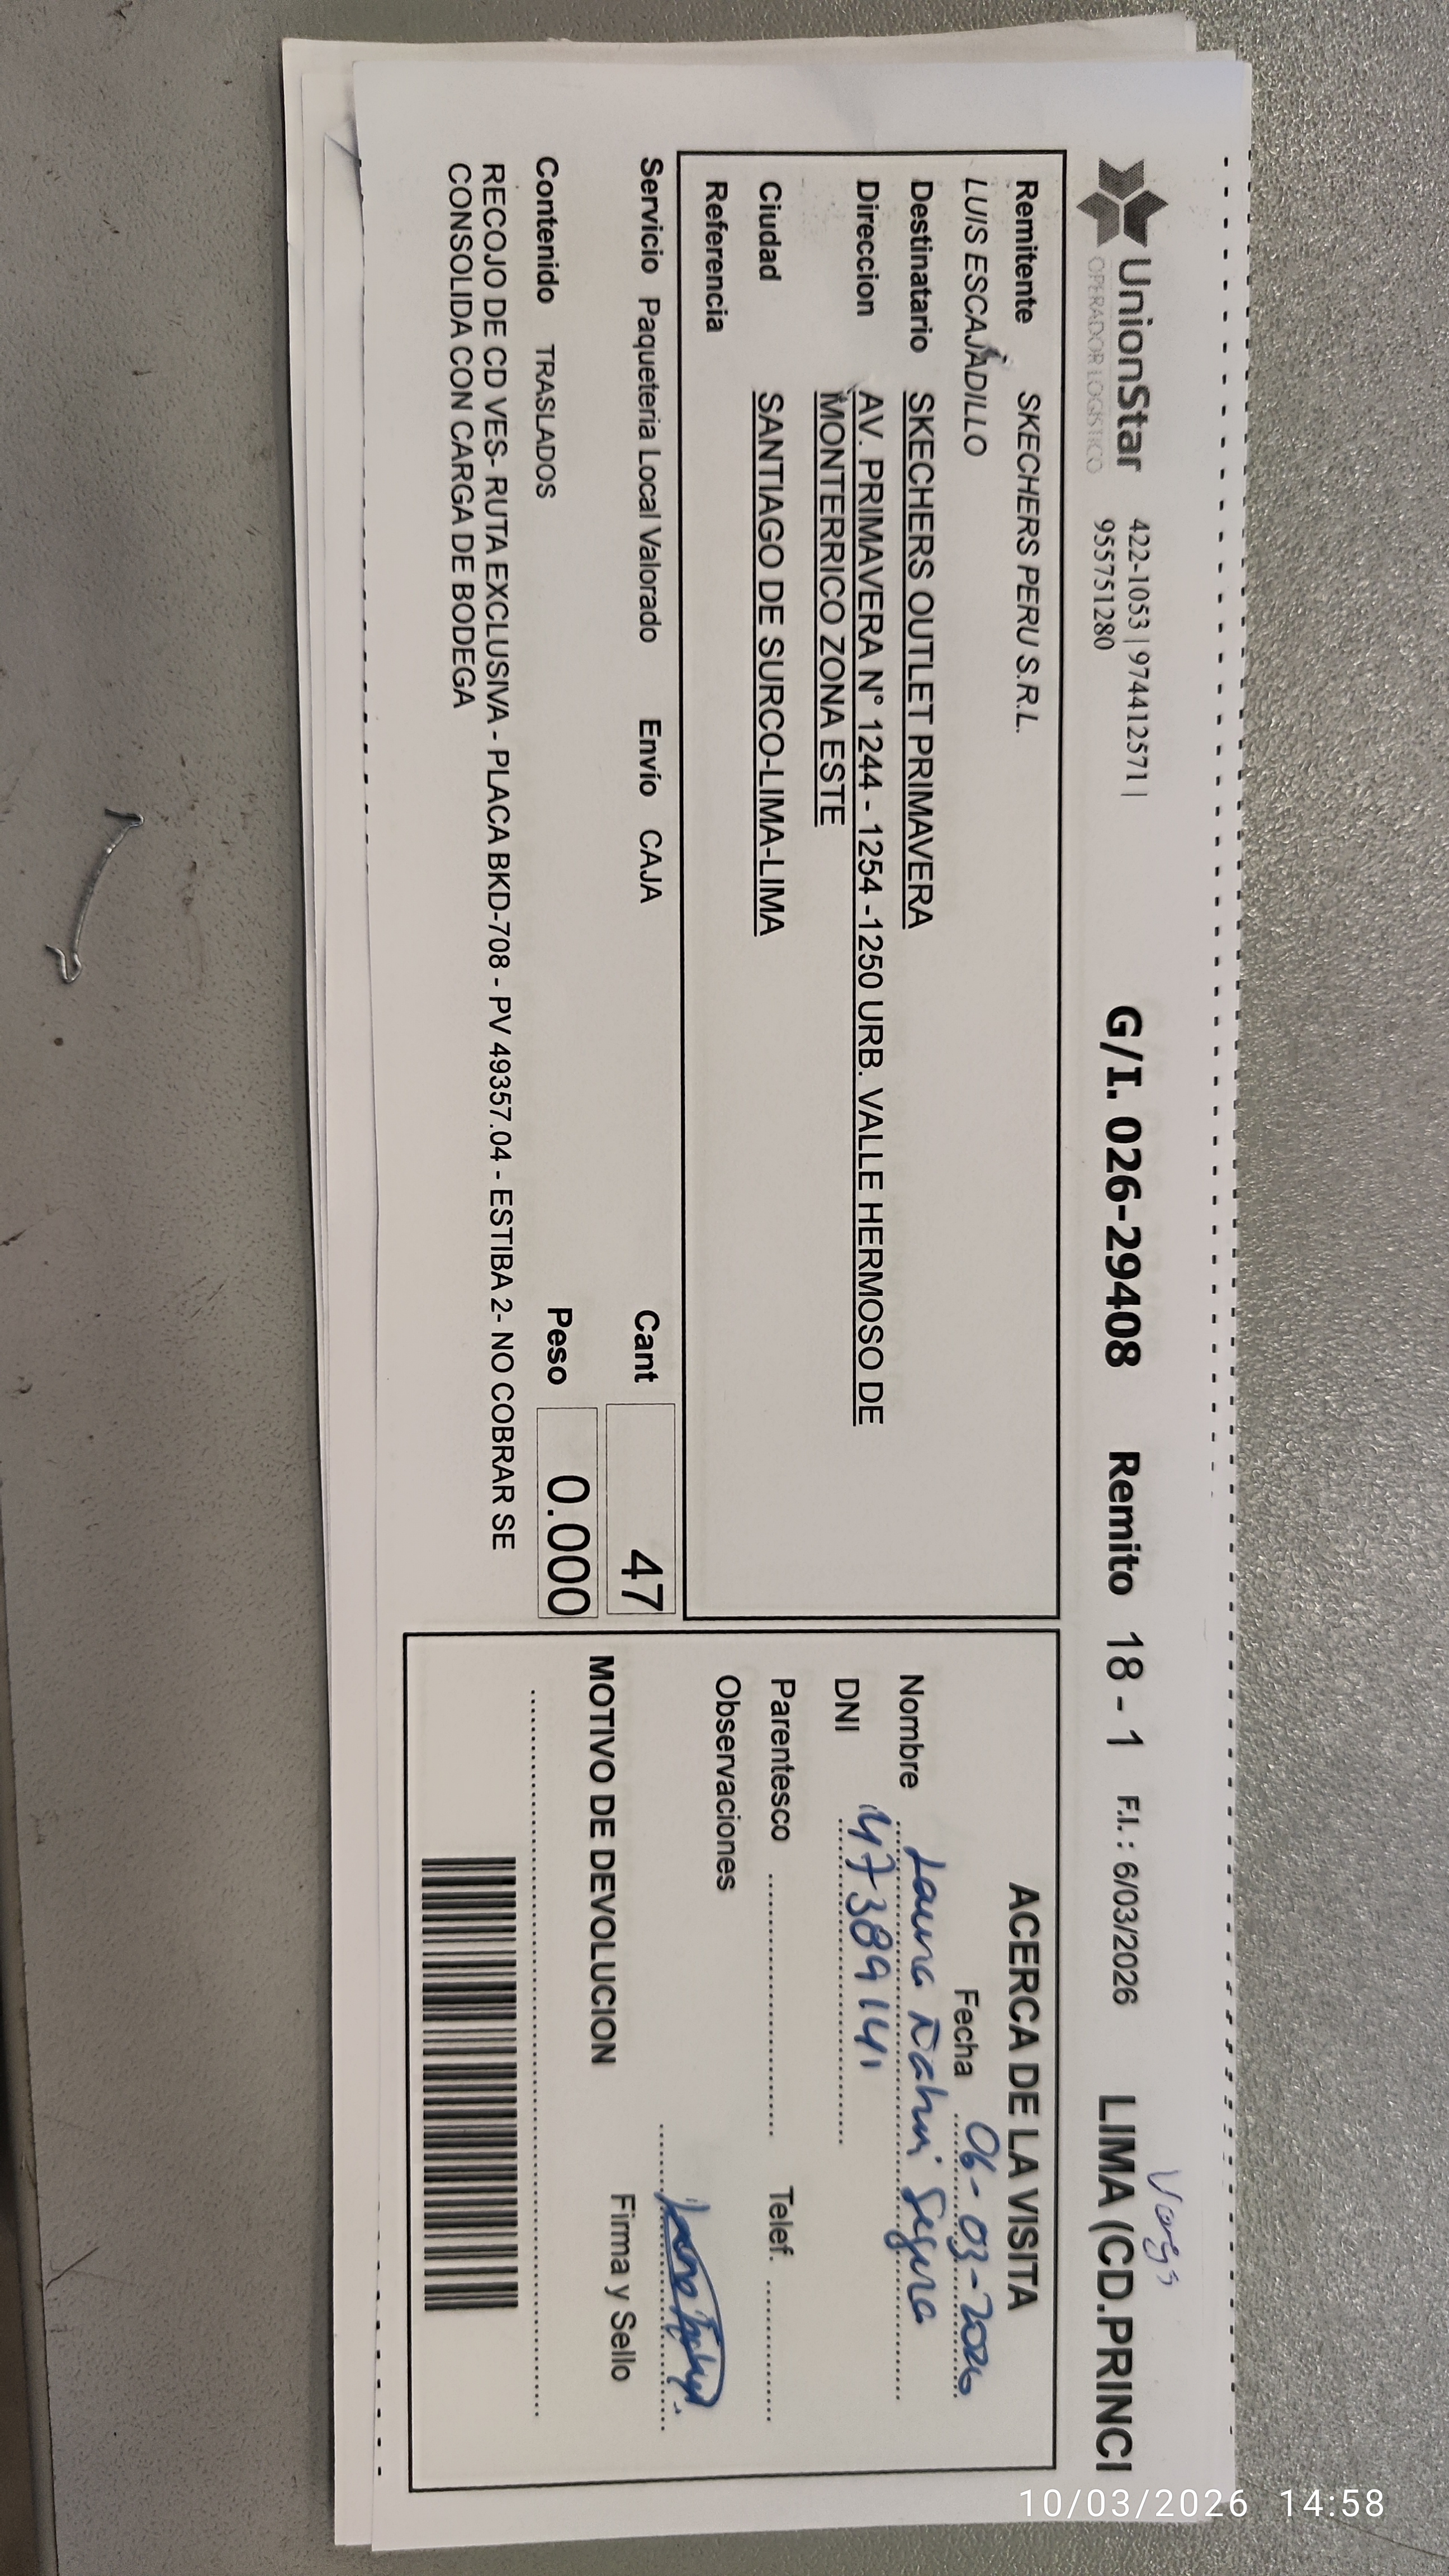 UnionStar
OPERADOR LOGISTICO
422-1053 | 974412571 |
955751280
G/I. 026-29408 Remito 18 - 1 F.I. : 6/03/2026 LIMA (CD.PRINCI
Remitente SKECHERS PERU S.R.L.
LUIS ESCAJADILLO
Destinatario SKECHERS OUTLET PRIMAVERA
Direccion AV. PRIMAVERA N° 1244 - 1254 -1250 URB. VALLE HERMOSO DE
MONTERRICO ZONA ESTE
Ciudad SANTIAGO DE SURCO-LIMA-LIMA
Referencia
Servicio Paqueteria Local Valorado Envío CAJA Cant 47
Contenido TRASLADOS Peso 0.000
RECOJO DE CD VES- RUTA EXCLUSIVA - PLACA BKD-708 - PV 49357.04 - ESTIBA 2- NO COBRAR SE
CONSOLIDA CON CARGA DE BODEGA
ACERCA DE LA VISITA
Fecha 06-03-2026
Nombre Laura Ñahui Segura
DNI 47389141
Parentesco Telef.
Observaciones
Firma y Sello
MOTIVO DE DEVOLUCION
10/03/2026 14:58